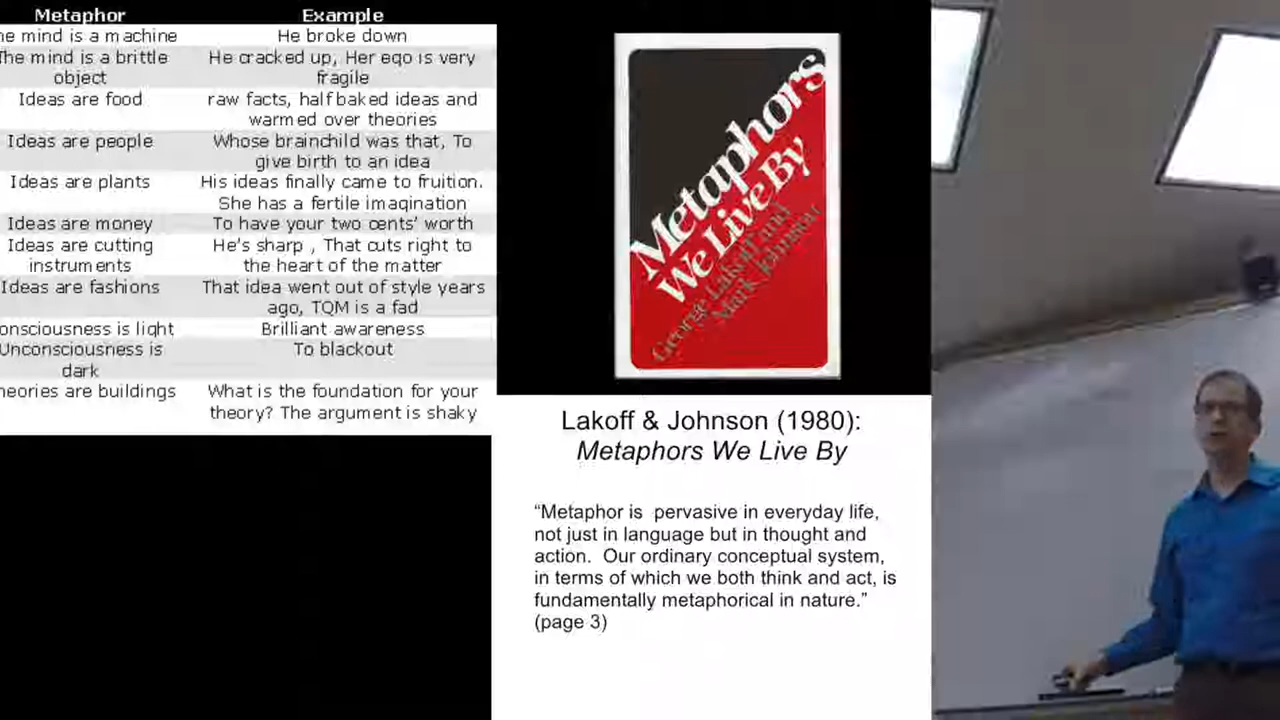 Metaphor Example
he mind is a machine He broke down
The mind is a brittle He cracked up, Her ego is very
object fragile
Ideas are food raw facts, half baked ideas and
warmed over theories
Ideas are people Whose brainchild was that, To
give birth to an idea
Ideas are plants His ideas finally came to fruition.
She has a fertile imagination
Ideas are money To have your two cents' worth
Ideas are cutting He's sharp , That cuts right to
instruments the heart of the matter
Ideas are fashions That idea went out of style years
ago, TQM is a fad
onsciousness is light Brilliant awareness
Unconsciousness is To blackout
dark
heories are buildings What is the foundation for your
theory? The argument is shaky
Metaphors
We Live By
George Lakoff and
Mark Johnson
Lakoff & Johnson (1980):
Metaphors We Live By
“Metaphor is pervasive in everyday life,
not just in language but in thought and
action. Our ordinary conceptual system,
in terms of which we both think and act, is
fundamentally metaphorical in nature.”
(page 3)